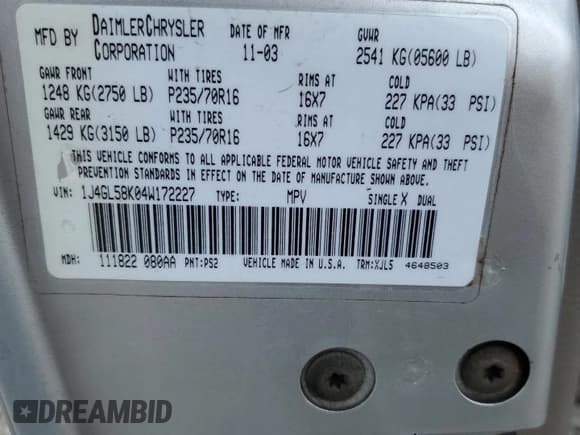 MFD BY DAIMLERCHRYSLER CORPORATION DATE OF MFR 11-03 GVWR 2541 KG(05600 LB)
GAWR FRONT WITH TIRES RIMS AT COLD
1248 KG(2750 LB) P235/70R16 16X7 227 KPA(33 PSI)
GAWR REAR WITH TIRES RIMS AT COLD
1429 KG(3150 LB) P235/70R16 16X7 227 KPA(33 PSI)
THIS VEHICLE CONFORMS TO ALL APPLICABLE FEDERAL MOTOR VEHICLE SAFETY AND THEFT
PREVENTION STANDARDS IN EFFECT ON THE DATE OF MANUFACTURE SHOWN ABOVE.
VIN: 1J4GL58K04W172227 TYPE: MPV SINGLE X DUAL
MDH: 111822 080AA PNT:PS2 VEHICLE MADE IN U.S.A. TRM:XJL5 4648503
DREAMBID